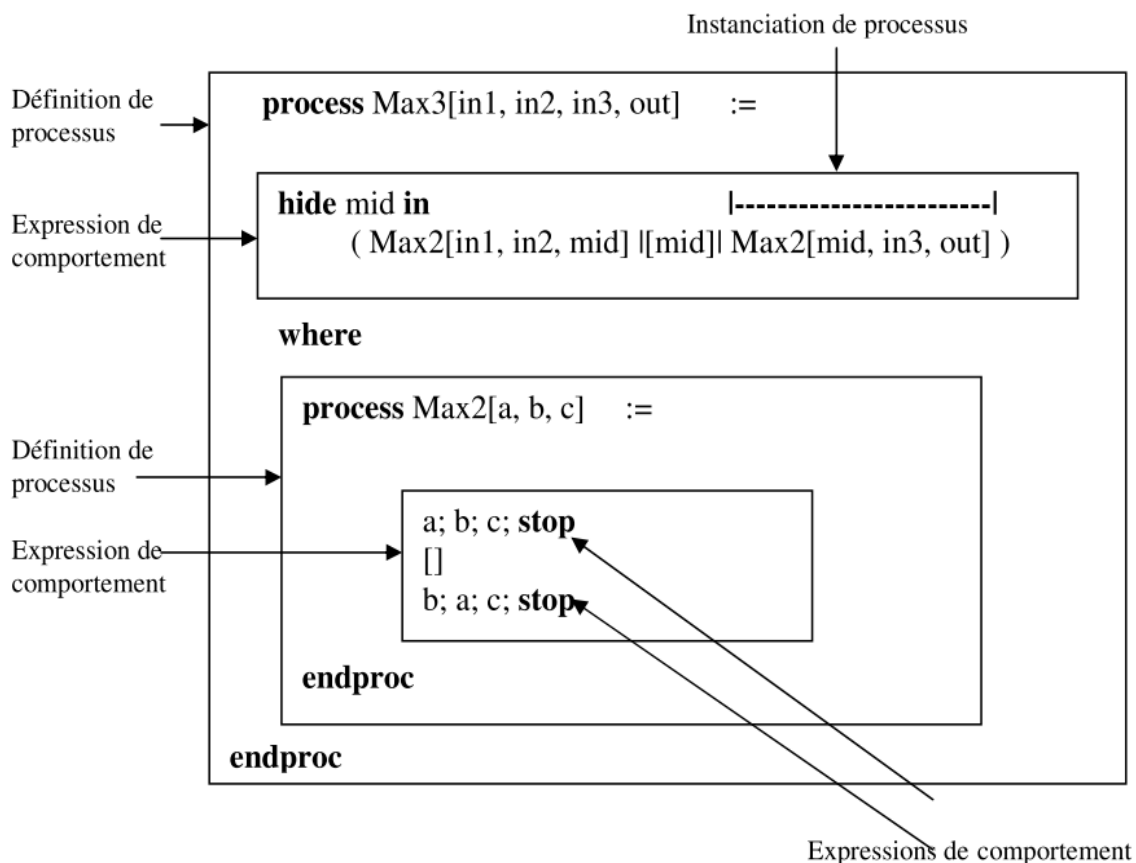 Instanciation de processus
Définition de
processus
process Max3[in1, in2, in3, out] :=
Expression de
comportement
hide mid in |-----------------------|
( Max2[in1, in2, mid] |[mid]| Max2[mid, in3, out] )
where
process Max2[a, b, c] :=
Définition de
processus
Expression de
comportement
a; b; c; stop
[]
b; a; c; stop
endproc
endproc
Expressions de comportement